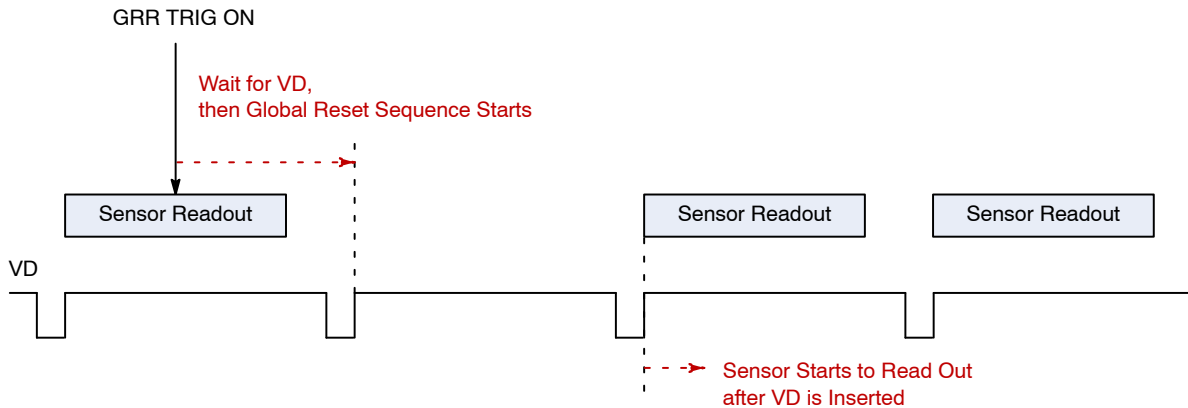 GRR TRIG ON
Wait for VD,
then Global Reset Sequence Starts
Sensor Readout
Sensor Readout
Sensor Readout
VD
Sensor Starts to Read Out
after VD is Inserted